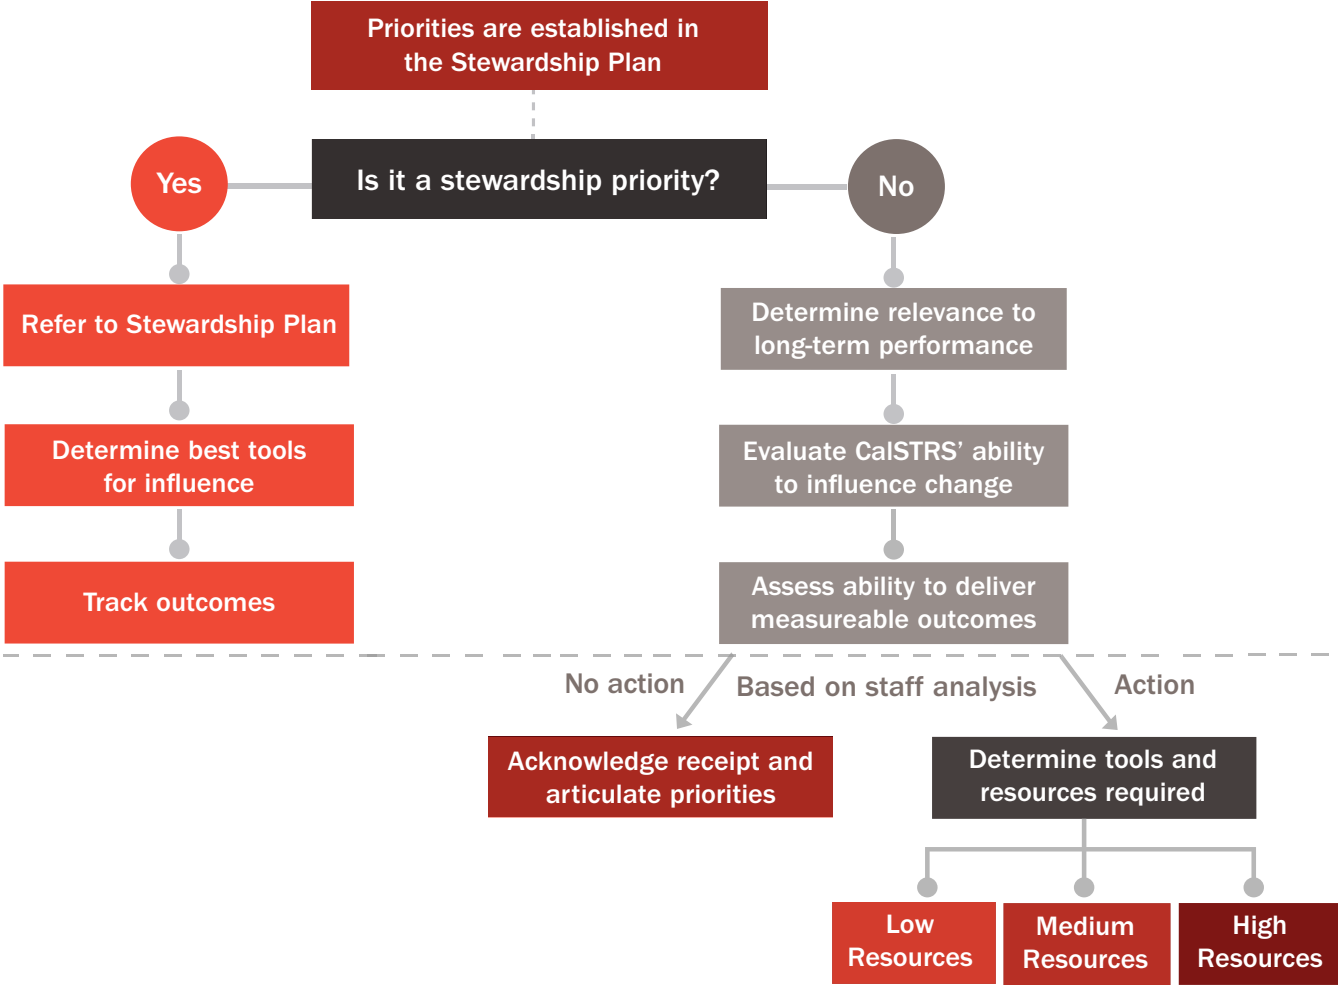 Priorities are established in
the Stewardship Plan
Is it a stewardship priority?
Yes
No
Refer to Stewardship Plan
Determine best tools
for influence
Track outcomes
Determine relevance to
long-term performance
Evaluate CalSTRS’ ability
to influence change
Assess ability to deliver
measureable outcomes
No action
Based on staff analysis
Action
Acknowledge receipt and
articulate priorities
Determine tools and
resources required
Low
Resources
Medium
Resources
High
Resources